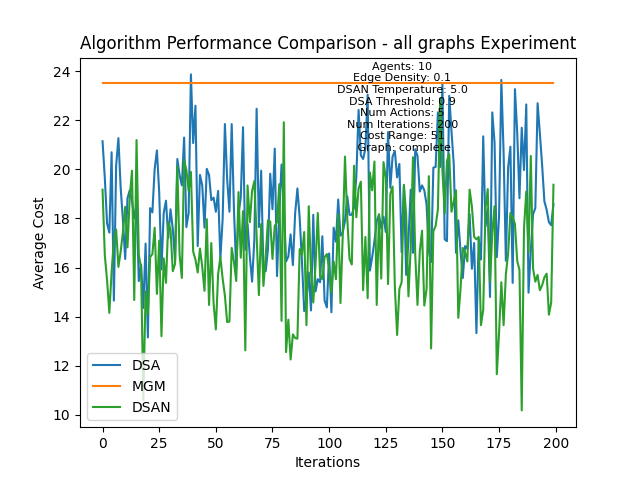 Algorithm Performance Comparison - all graphs Experiment
Agents: 10
Edge Density: 0.1
DSAN Temperature: 5.0
DSA Threshold: 0.9
Num Actions: 5
Num Iterations: 200
Cost Range: 51
Graph: complete
24
22
20
18
16
14
12
10
Average Cost
DSA
MGM
DSAN
0 25 50 75 100 125 150 175 200
Iterations